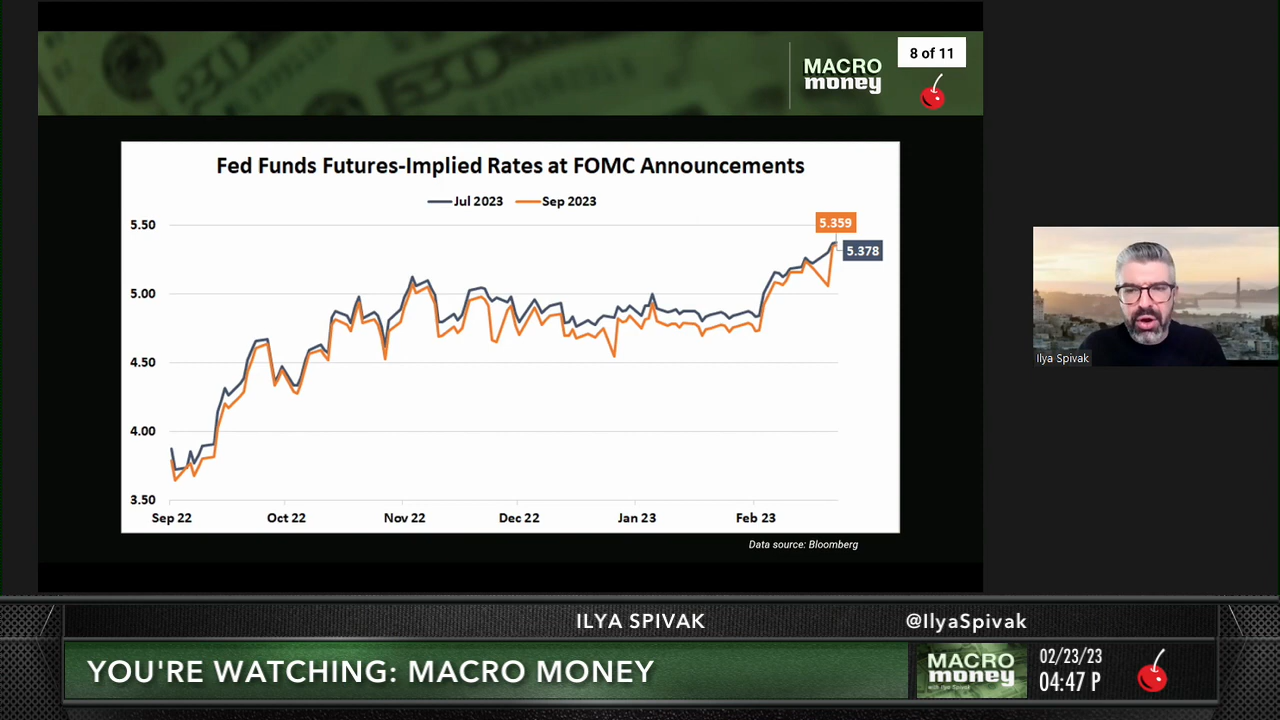 MACRO
money
8 of 11
Fed Funds Futures-Implied Rates at FOMC Announcements
Jul 2023 Sep 2023
5.50
5.00
4.50
4.00
3.50
5.359
5.378
Sep 22 Oct 22 Nov 22 Dec 22 Jan 23 Feb 23
Data source: Bloomberg
Ilya Spivak
ILYA SPIVAK @IlyaSpivak
YOU'RE WATCHING: MACRO MONEY
MACRO
money
with Ilya Spivak
02/23/23
04:47 P